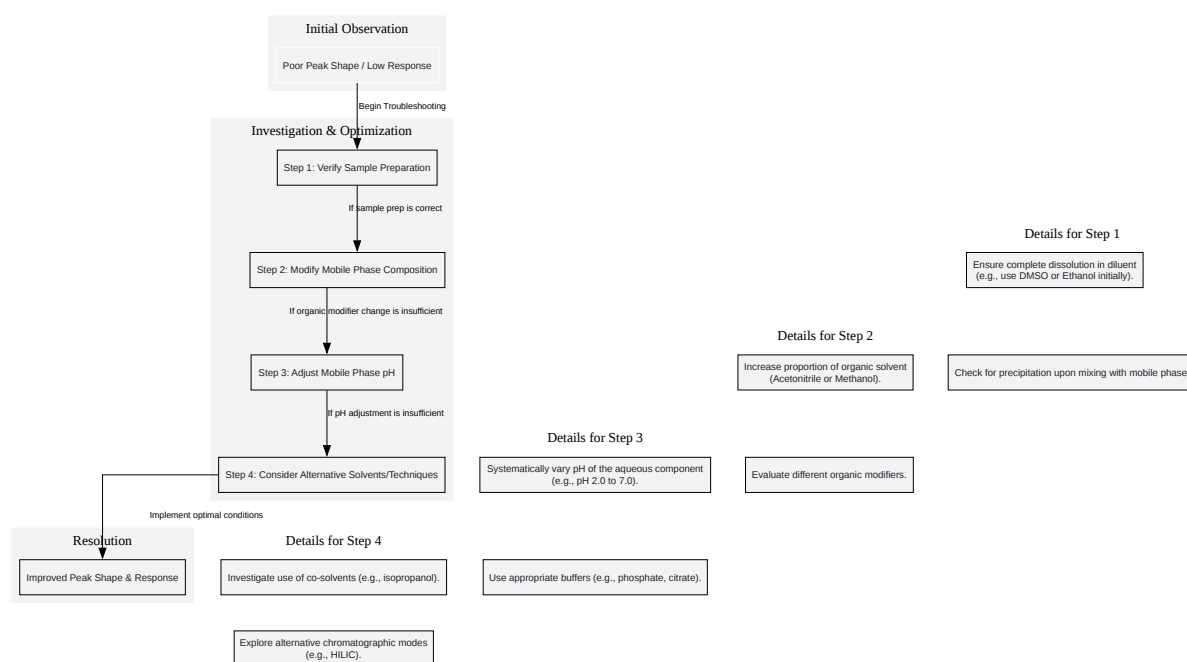 Initial Observation
Poor Peak Shape / Low Response
Begin Troubleshooting
Investigation & Optimization
Step 1: Verify Sample Preparation
If sample prep is correct
Step 2: Modify Mobile Phase Composition
If organic modifier change is insufficient
Step 3: Adjust Mobile Phase pH
If pH adjustment is insufficient
Step 4: Consider Alternative Solvents/Techniques
Implement optimal conditions
Resolution
Improved Peak Shape & Response
Details for Step 1
Ensure complete dissolution in diluent
(e.g., use DMSO or Ethanol initially).
Check for precipitation upon mixing with mobile phase
Details for Step 2
Increase proportion of organic solvent
(Acetonitrile or Methanol).
Evaluate different organic modifiers.
Details for Step 3
Systematically vary pH of the aqueous component
(e.g., pH 2.0 to 7.0).
Use appropriate buffers (e.g., phosphate, citrate).
Details for Step 4
Investigate use of co-solvents (e.g., isopropanol).
Explore alternative chromatographic modes
(e.g., HILIC).